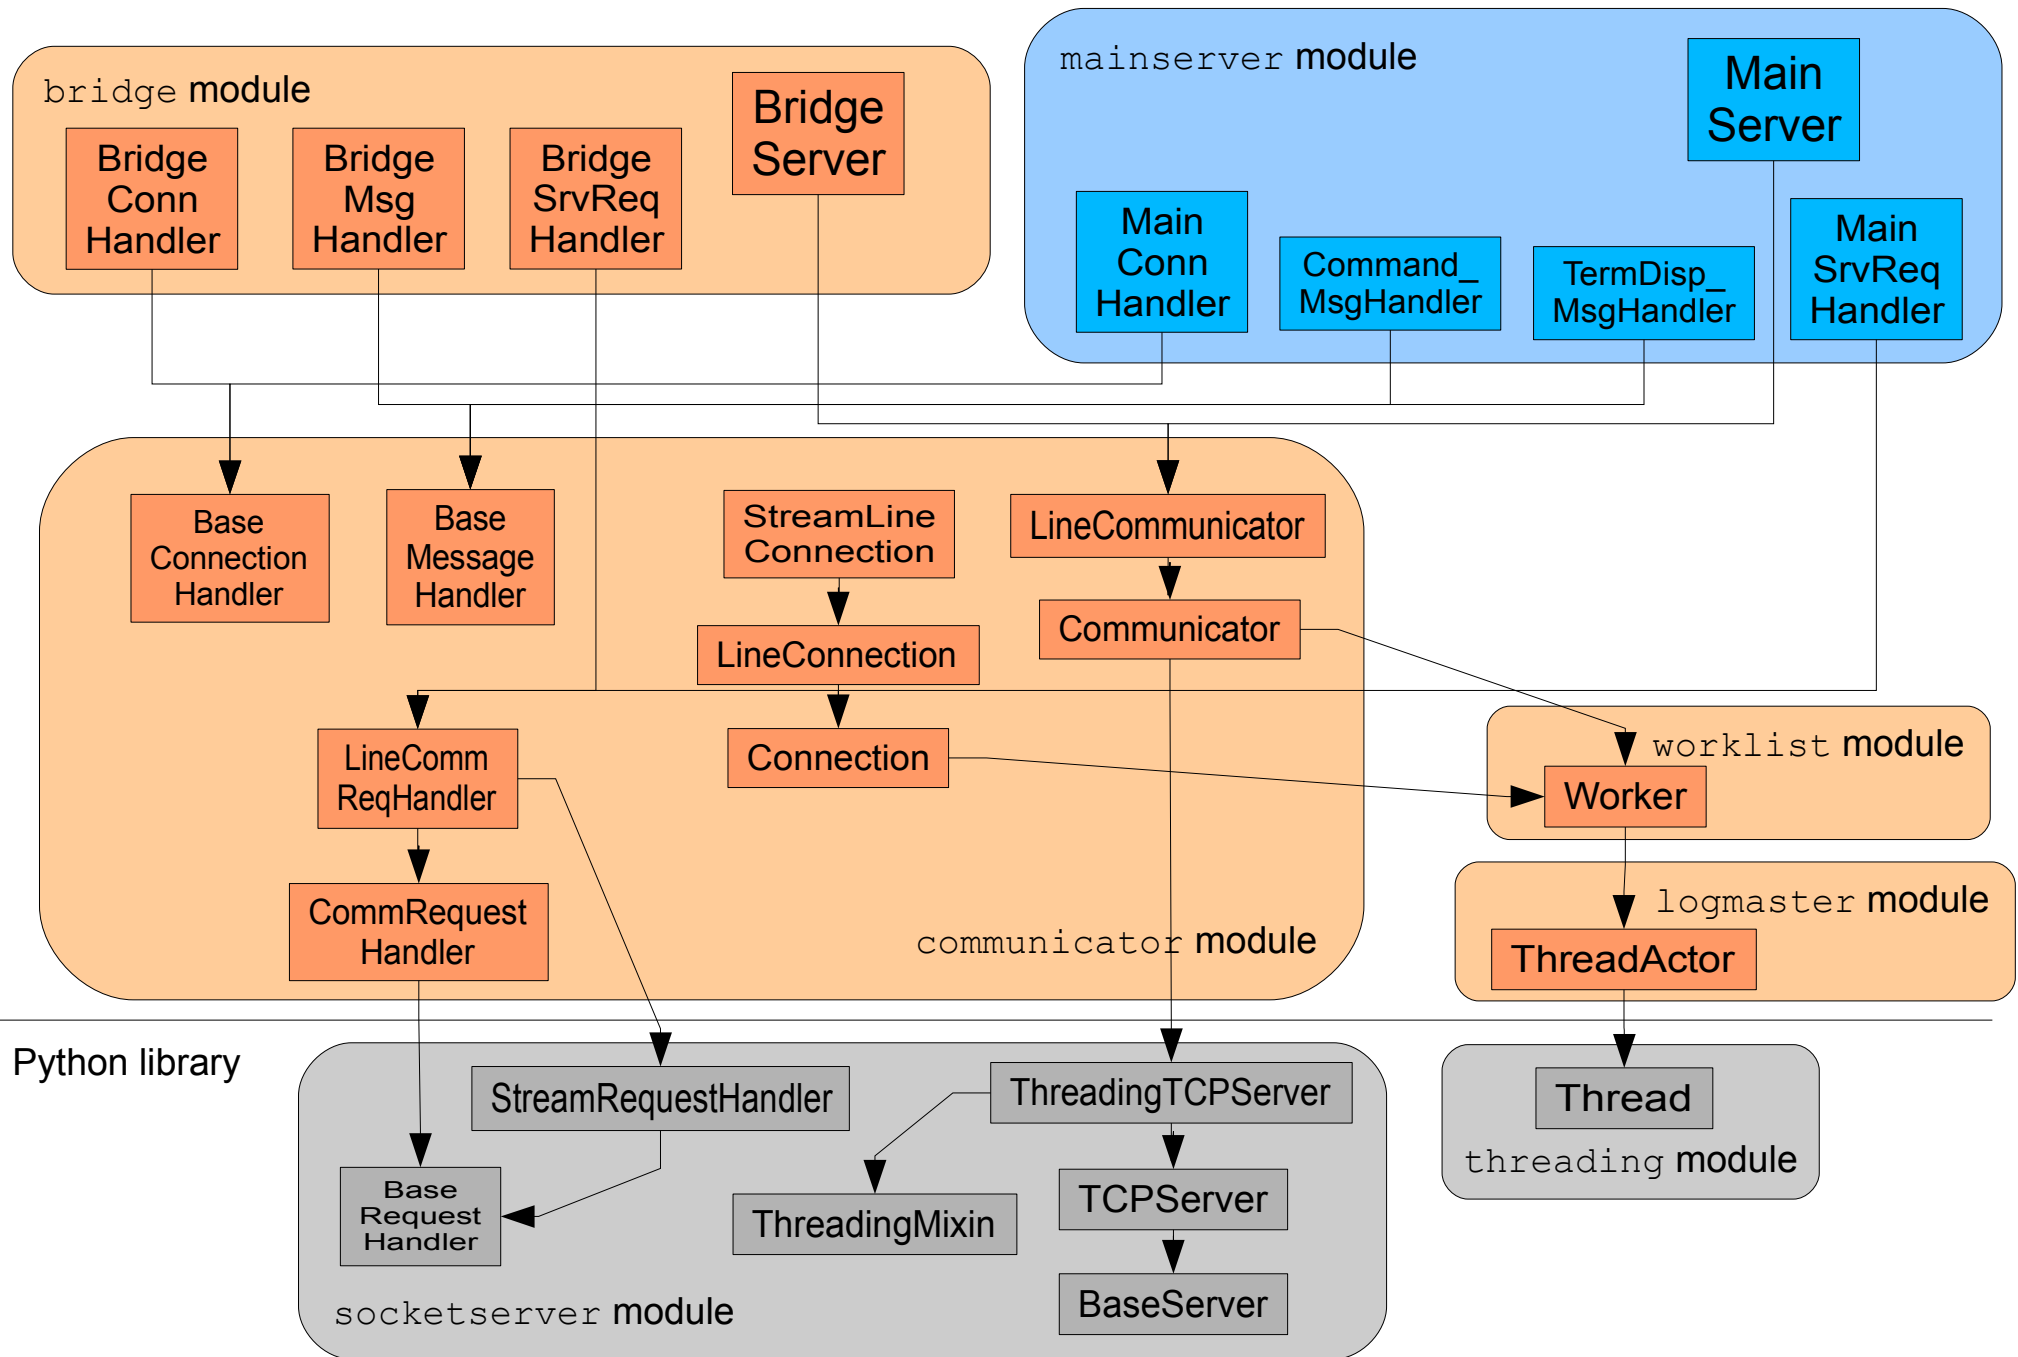 bridge module
Bridge
Conn
Handler
Bridge
Msg
Handler
Bridge
SrvReq
Handler
Bridge
Server
mainserver module
Main
Server
Main
Conn
Handler
Command_
MsgHandler
TermDisp_
MsgHandler
Main
SrvReq
Handler
Base
Connection
Handler
Base
Message
Handler
StreamLine
Connection
LineCommunicator
Communicator
LineConnection
Connection
LineComm
ReqHandler
CommRequest
Handler
communicator module
worklist module
Worker
logmaster module
ThreadActor
Python library
StreamRequestHandler
ThreadingTCPServer
Base
Request
Handler
ThreadingMixin
TCPServer
BaseServer
socketserver module
Thread
threading module